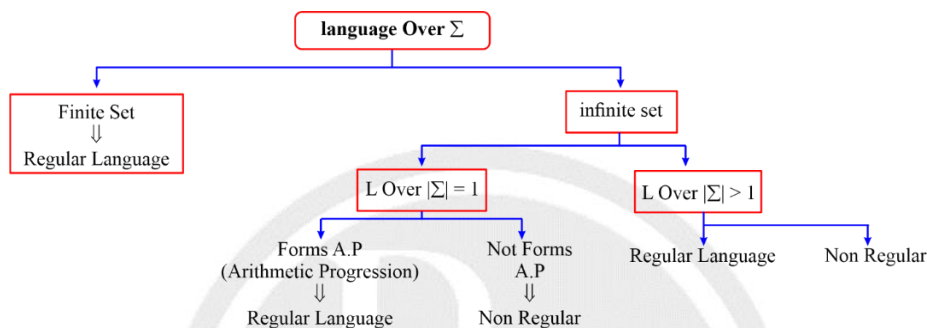 language Over ∑
Finite Set
⇓
Regular Language
infinite set
L Over |∑| = 1
L Over |∑| > 1
Forms A.P
(Arithmetic Progression)
⇓
Regular Language
Not Forms
A.P
⇓
Non Regular
Regular Language
Non Regular